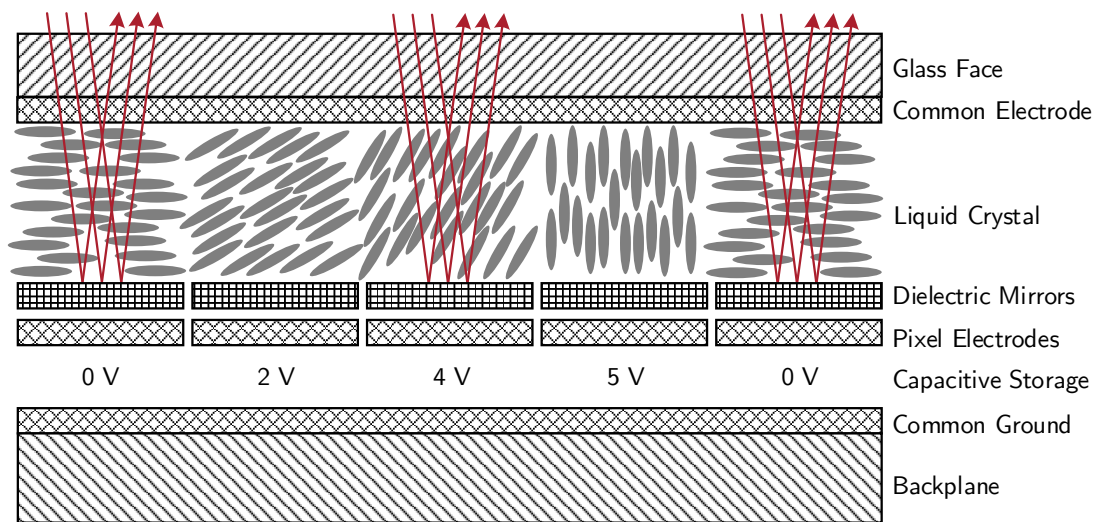 Glass Face
Common Electrode
Liquid Crystal
Dielectric Mirrors
Pixel Electrodes
0 V 2 V 4 V 5 V 0 V Capacitive Storage
Common Ground
Backplane